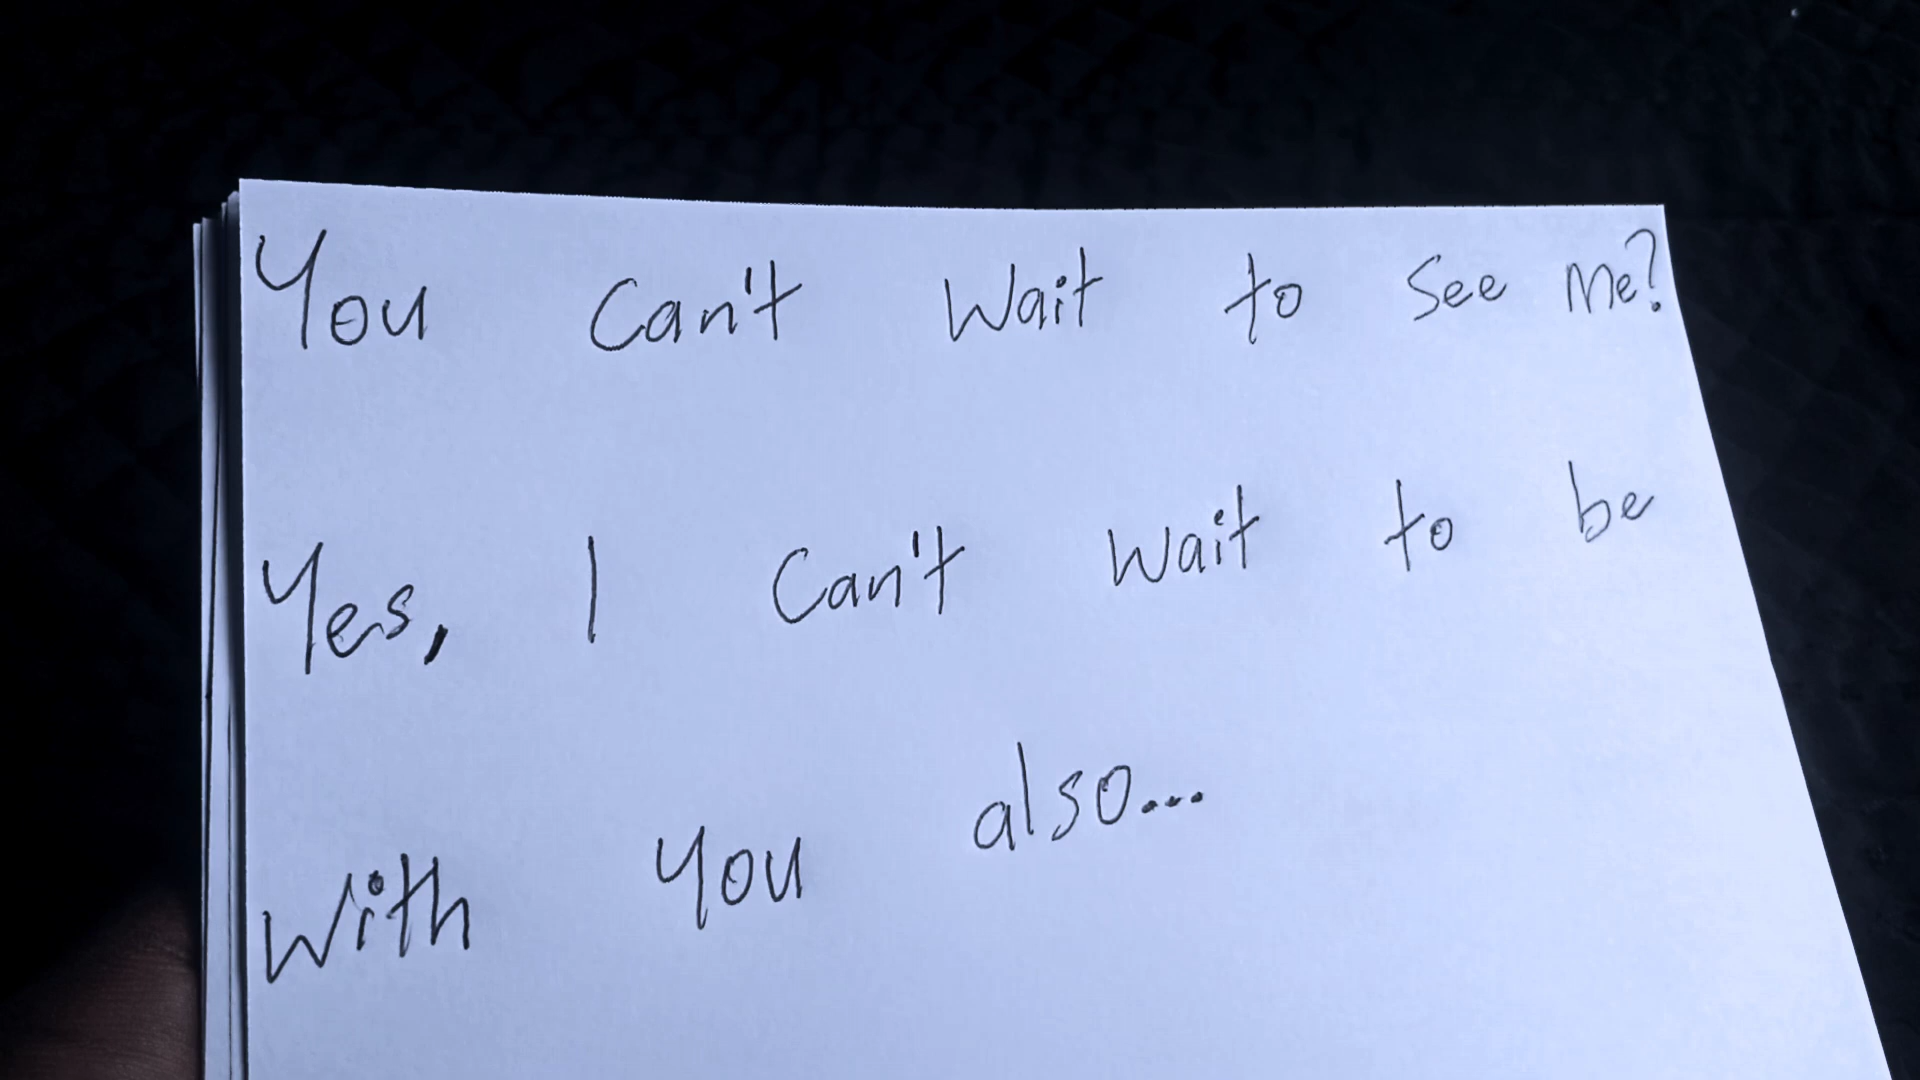 You can't wait to see me?
Yes, I can't wait to be
with you also...